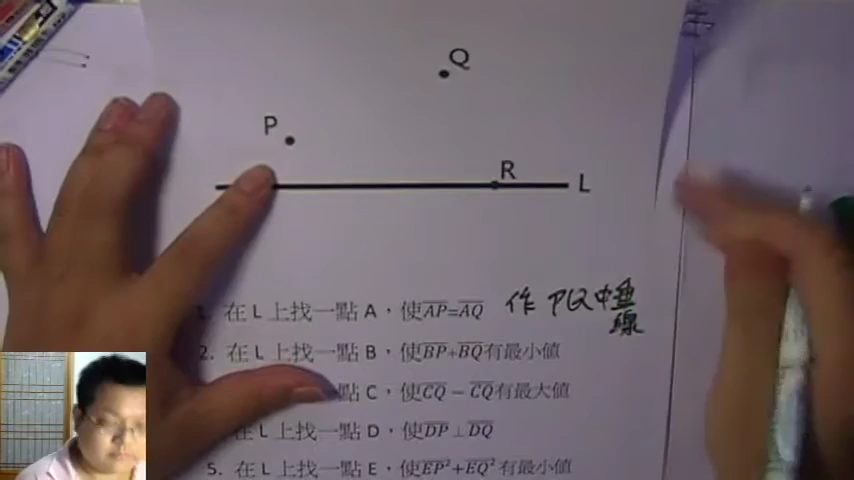 Q
P
R
L
1. 在 L 上找一點 A，使AP=AQ 作 PQ 中垂
線
2. 在 L 上找一點 B，使BP+BQ有最小值
點 C，使CQ－CQ有最大值
在 L 上找一點 D，使DP⊥DQ
5. 在 L 上找一點 E，使EP²+EQ²有最小值